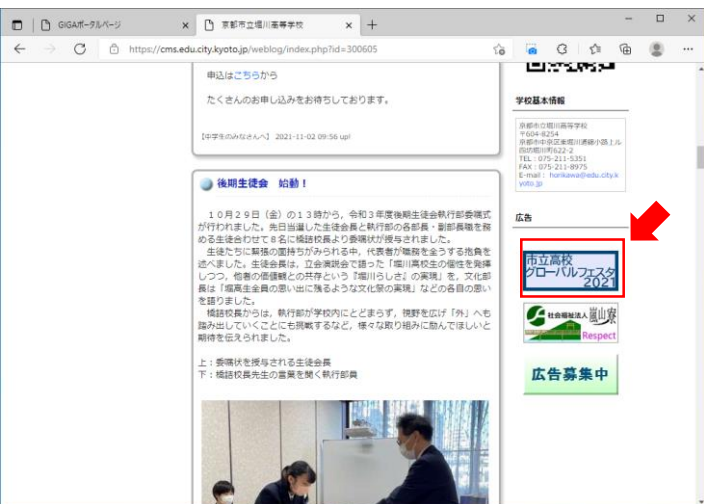 GIGAポータルページ
京都市立堀川高等学校
https://cms.edu.city.kyoto.jp/weblog/index.php?id=300605
申込はこちらから
たくさんのお申し込みをお待ちしております。
【中学生のみなさんへ】 2021-11-02 09:56 up!
後期生徒会 始動！
１０月２９日（金）の１３時から，令和３年度後期生徒会執行部委嘱式
が行われました。先日当選した生徒会長と執行部の各部長・副部長職を務
める生徒合わせて８名に橋詰校長より委嘱状が授与されました。
生徒たちに緊張の面持ちがみられる中，代表者が職務を全うする抱負を
述べました。生徒会長は，立会演説会で語った「堀川高校生の個性を発揮
しつつ，他者の価値観との共存という『堀川らしさ』の実現」を，文化部
長は「堀高生全員の思い出に残るような文化祭の実現」などの各自の思い
を語りました。
橋詰校長からは，執行部が学校内にとどまらず，視野を広げ「外」へも
踏み出していくことにも挑戦するなど，様々な取り組みに励んでほしいと
期待を伝えられました。
上：委嘱状を授与される生徒会長
下：橋詰校長先生の言葉を聞く執行部員
学校基本情報
京都市立堀川高等学校
〒604-8254
京都市中京区東堀川通錦小路上ル
四坊堀川町622-2
TEL：075-211-5351
FAX：075-211-8975
E-mail： horikawa@edu.city.k
yoto.jp
広告
市立高校
グローバルフェスタ
2021
社会福祉法人 嵐山寮
Respect
広告募集中